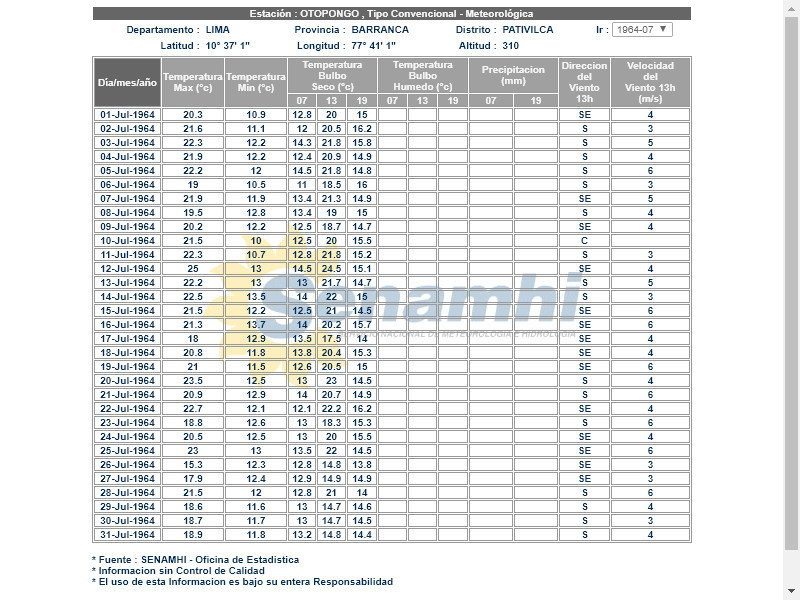 Estación : OTOPONGO , Tipo Convencional - Meteorológica
Departamento : LIMA Provincia : BARRANCA Distrito : PATIVILCA Ir : 1964-07
Latitud : 10° 37' 1" Longitud : 77° 41' 1" Altitud : 310
Dia/mes/año Temperatura Max (°c) Temperatura Min (°c) Temperatura Bulbo Seco (°c) Temperatura Bulbo Humedo (°c) Precipitacion (mm) Direccion del Viento 13h Velocidad del Viento 13h (m/s)
07 13 19 07 13 19 07 19
01-Jul-1964 20.3 10.9 12.8 20 15 SE 4
02-Jul-1964 21.6 11.1 12 20.5 16.2 S 3
03-Jul-1964 22.3 12.2 14.3 21.8 15.8 S 5
04-Jul-1964 21.9 12.2 12.4 20.9 14.9 S 4
05-Jul-1964 22.2 12 14.5 21.8 14.8 S 6
06-Jul-1964 19 10.5 11 18.5 16 S 3
07-Jul-1964 21.9 11.9 13.4 21.3 14.9 SE 5
08-Jul-1964 19.5 12.8 13.4 19 15 S 4
09-Jul-1964 20.2 12.2 12.5 18.7 14.7 SE 4
10-Jul-1964 21.5 10 12.5 20 15.5 C
11-Jul-1964 22.3 10.7 12.8 21.8 15.2 S 3
12-Jul-1964 25 13 14.5 24.5 15.1 SE 4
13-Jul-1964 22.2 13 13 21.7 14.7 S 5
14-Jul-1964 22.5 13.5 14 22 15 S 3
15-Jul-1964 21.5 12.2 12.5 21 14.5 SE 6
16-Jul-1964 21.3 13.7 14 20.2 15.7 SE 6
17-Jul-1964 18 12.9 13.5 17.5 14 SE 4
18-Jul-1964 20.8 11.8 13.8 20.4 15.3 SE 4
19-Jul-1964 21 11.5 12.6 20.5 15 SE 6
20-Jul-1964 23.5 12.5 13 23 14.5 S 4
21-Jul-1964 20.9 12.9 14 20.7 14.9 S 6
22-Jul-1964 22.7 12.1 12.1 22.2 16.2 SE 4
23-Jul-1964 18.8 12.6 13 18.3 15.3 S 6
24-Jul-1964 20.5 12.5 13 20 15.5 SE 4
25-Jul-1964 23 13 13.5 22 14.5 SE 6
26-Jul-1964 15.3 12.3 12.8 14.8 13.8 SE 3
27-Jul-1964 17.9 12.4 12.9 14.9 14.9 SE 3
28-Jul-1964 21.5 12 12.8 21 14 S 6
29-Jul-1964 18.6 11.6 13 14.7 14.6 S 4
30-Jul-1964 18.7 11.7 13 14.7 14.5 S 3
31-Jul-1964 18.9 11.8 13.2 14.8 14.4 S 4
Senamhi
NACIONAL DE METEOROLOGIA E HIDROLOGIA
* Fuente : SENAMHI - Oficina de Estadistica
* Informacion sin Control de Calidad
* El uso de esta Informacion es bajo su entera Responsabilidad